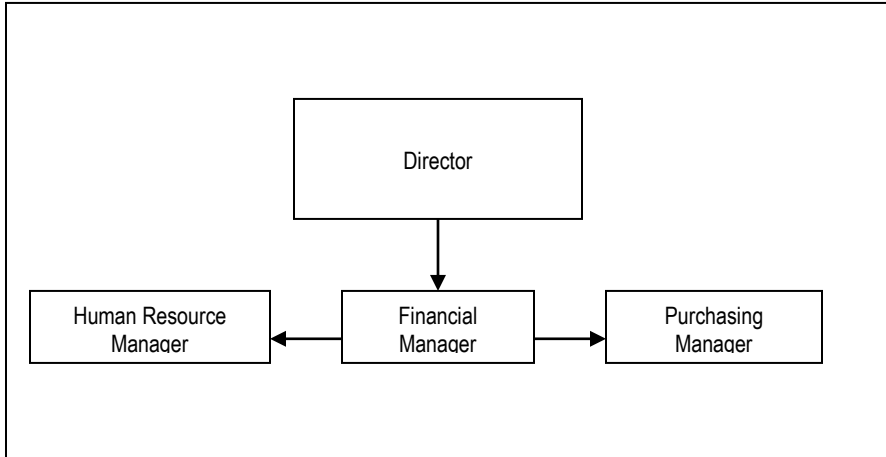 Director
Human Resource
Manager
Financial
Manager
Purchasing
Manager